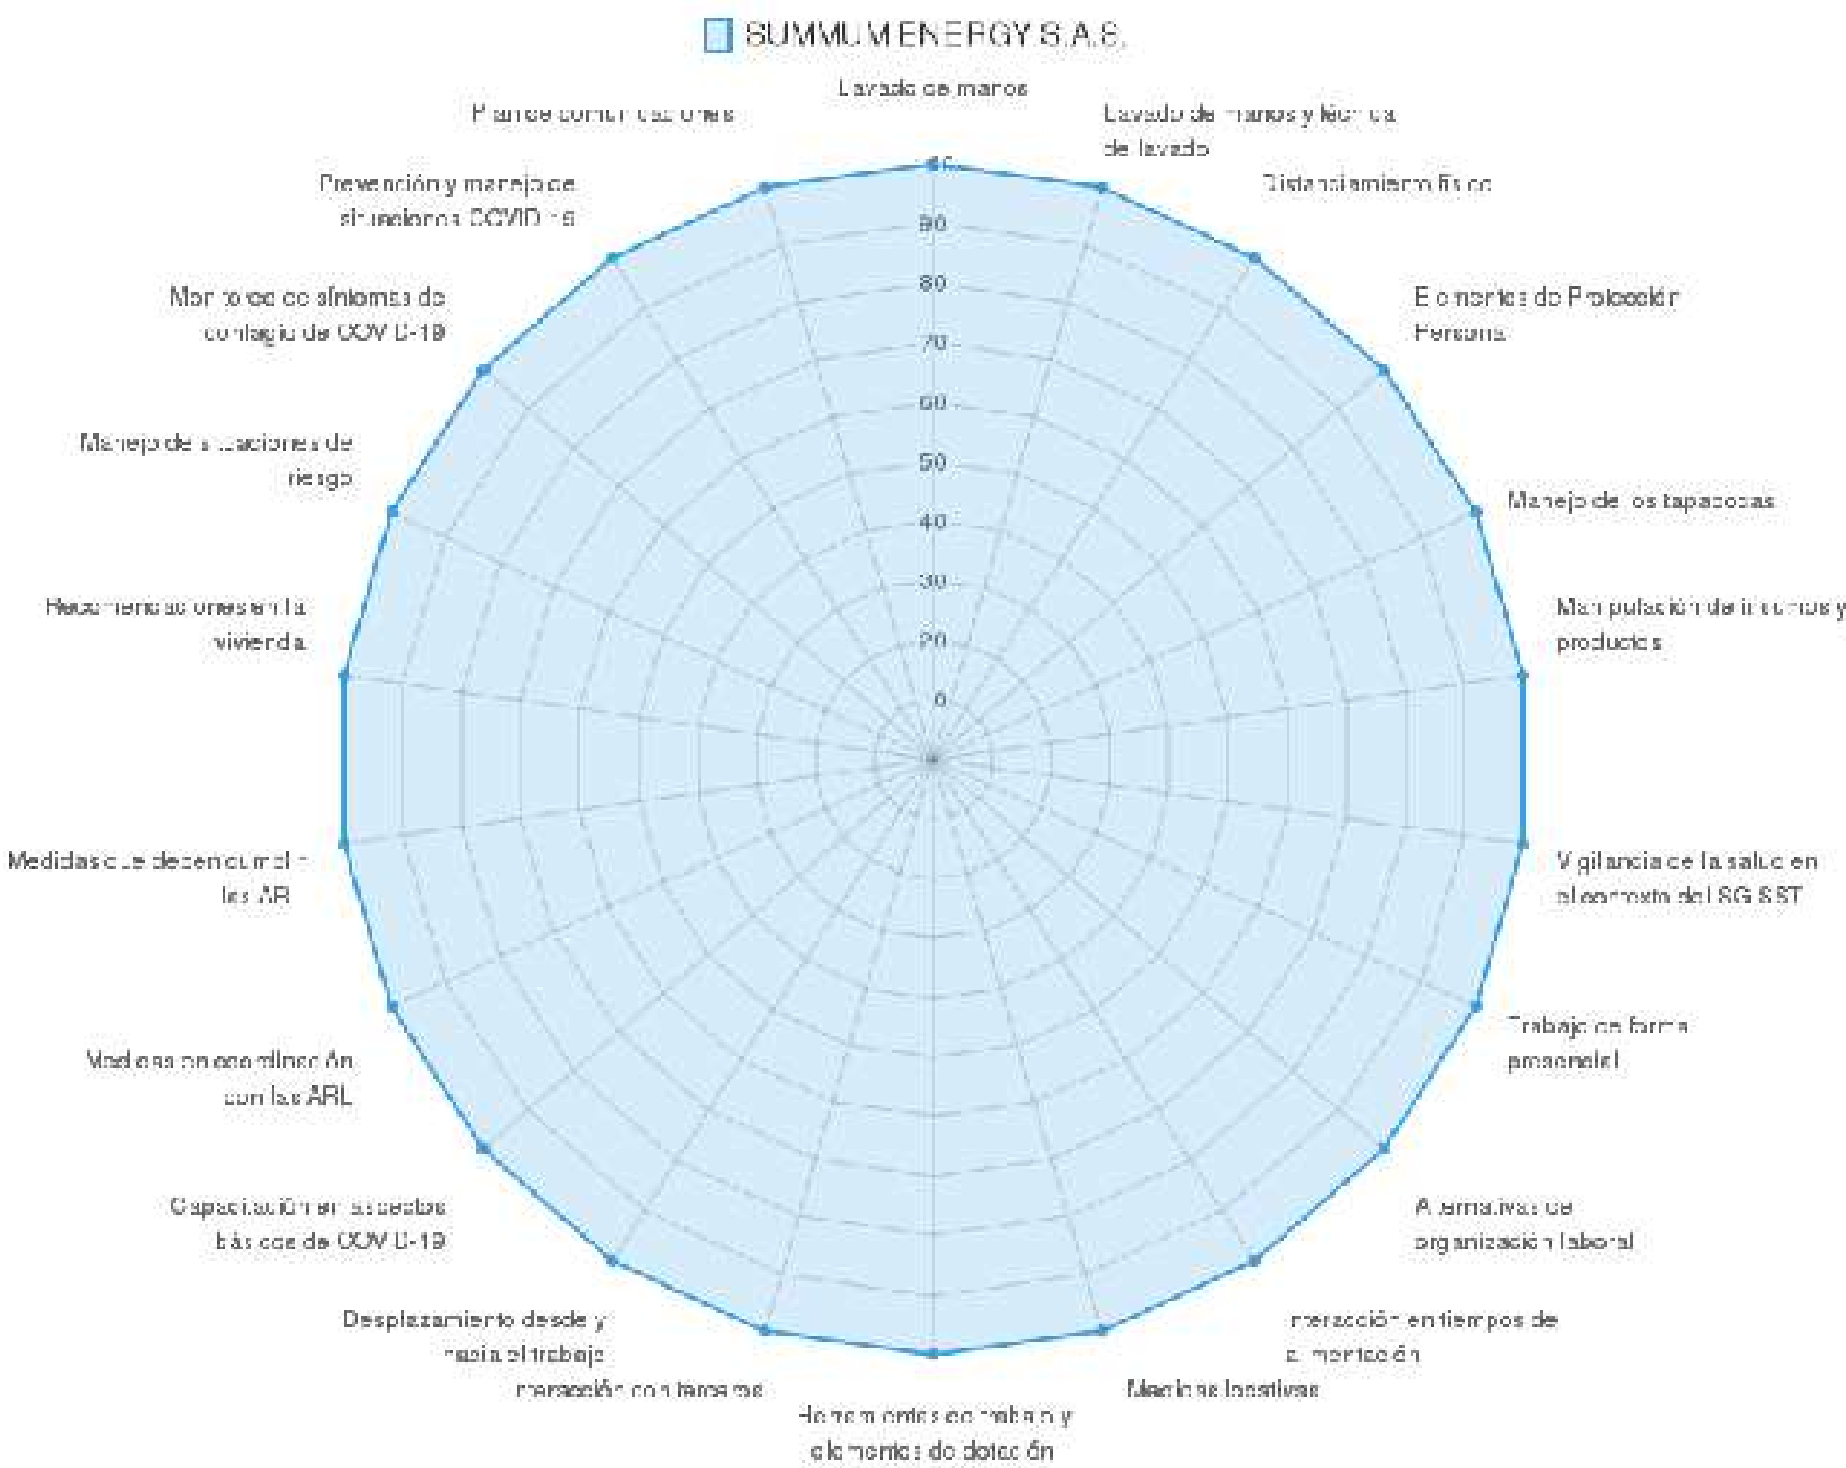 SUMMUM ENERGY S.A.S.
Lavado de manos
Plan de comunicaciones
Lavado de manos y técnica
de lavado
Prevención y manejo de
situaciones COVID-19
Distanciamiento físico
Monitoreo de síntomas de
contagio de COVID-19
Elementos de Protección
Personal
Manejo de situaciones de
riesgo
Manejo de los tapabocas
Recomendaciones en la
vivienda
Manipulación de insumos y
productos
90
80
70
60
50
40
30
20
0
Medidas que deben cumplir
las ARL
Vigilancia de la salud en
el contexto del SG-SST
Medidas en coordinación
con las ARL
Trabajo de forma
presencial
Capacitación en aspectos
básicos de COVID-19
Alternativas de
organización laboral
Desplazamiento desde y
hacia el trabajo
Interacción en tiempos de
alimentación
Interacción con terceros
Medidas locativas
Herramientas de trabajo y
elementos de dotación